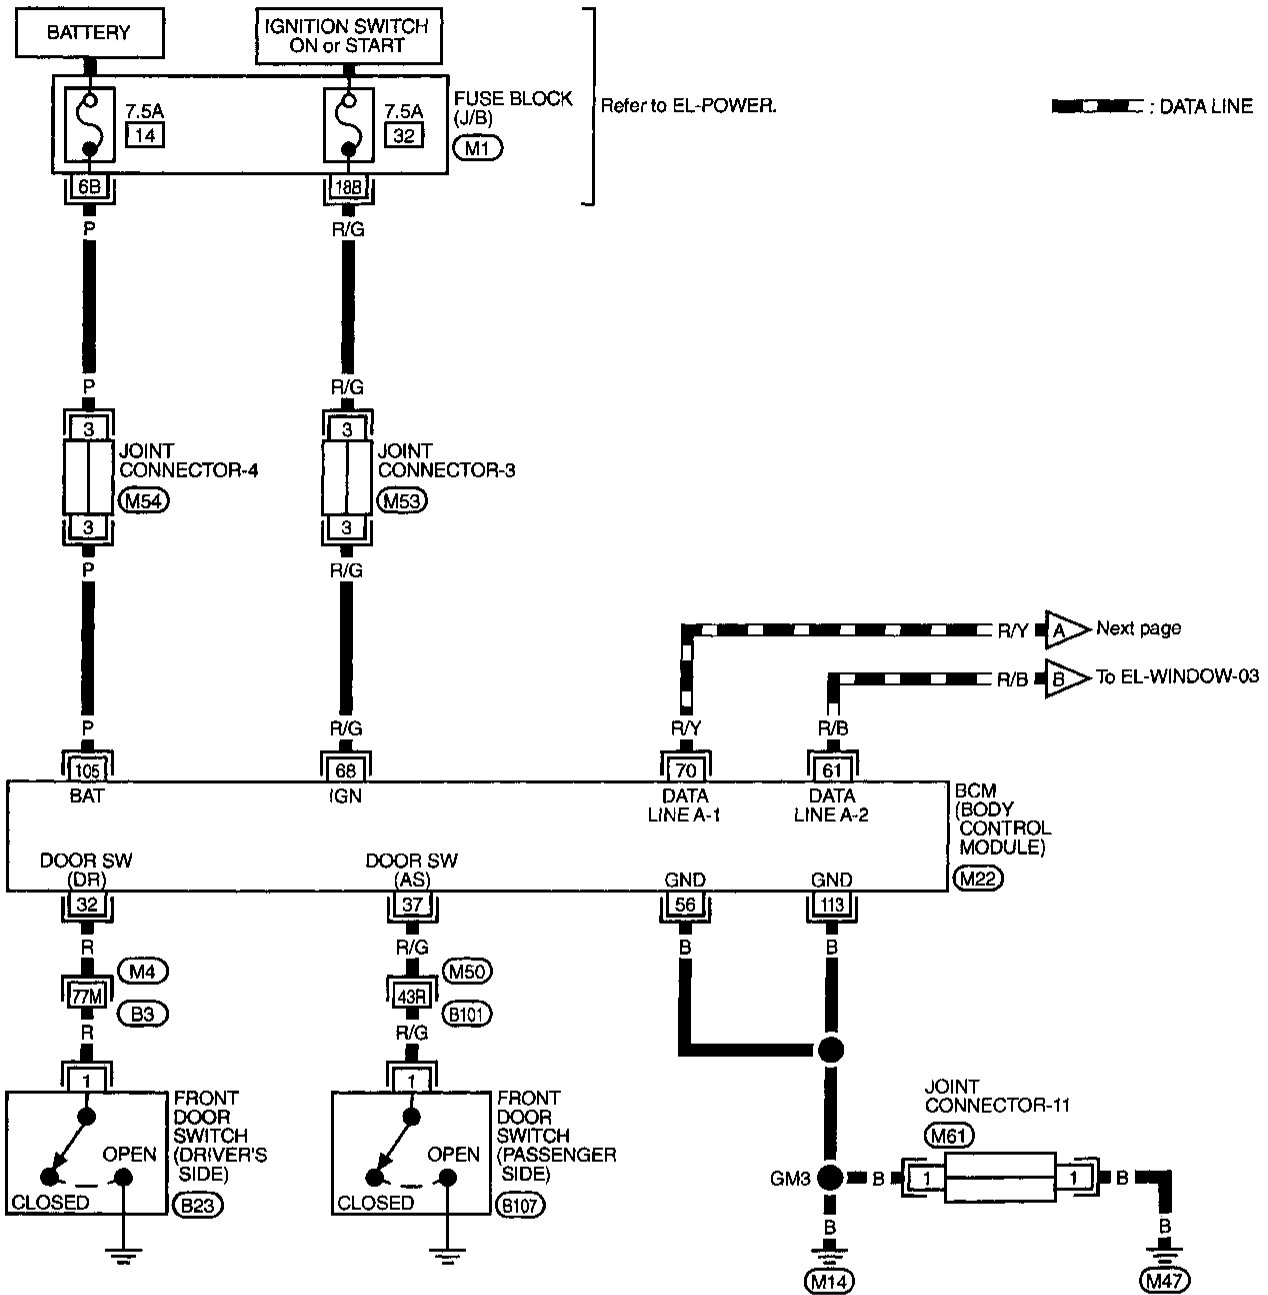 BATTERY
IGNITION SWITCH
ON or START
7.5A
14
7.5A
32
FUSE BLOCK
(J/B)
M1
Refer to EL-POWER.
: DATA LINE
6B
18B
P
R/G
P
R/G
3
3
JOINT
CONNECTOR-4
M54
JOINT
CONNECTOR-3
M53
3
3
P
R/G
R/Y
A
Next page
R/B
B
To EL-WINDOW-03
P
R/G
R/Y
R/B
105
68
70
61
BAT
IGN
DATA
LINE A-1
DATA
LINE A-2
BCM
(BODY
CONTROL
MODULE)
M22
DOOR SW
(DR)
DOOR SW
(AS)
GND
GND
32
37
56
113
R
R/G
B
B
M4
77M
B3
M50
43R
B101
R
R/G
1
1
FRONT
DOOR
SWITCH
(DRIVER'S
SIDE)
B23
OPEN
CLOSED
FRONT
DOOR
SWITCH
(PASSENGER
SIDE)
B107
OPEN
CLOSED
JOINT
CONNECTOR-11
M61
GM3
B
1
1
B
B
B
M14
M47